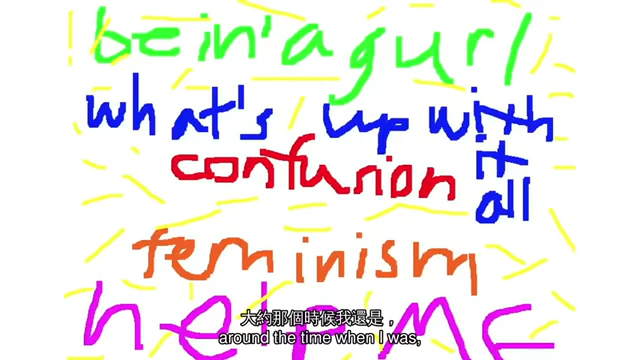 bein' a gurl
what's up with
it
all
confusion
feminism
help ME
大約那個時候我還是，
around the time when I was,